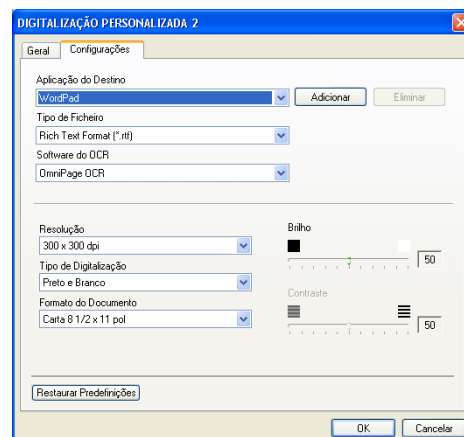 DIGITALIZAÇÃO PERSONALIZADA 2
Geral Configurações
Aplicação do Destino
WordPad Adicionar Eliminar
Tipo de Ficheiro
Rich Text Format (*.rtf)
Software do OCR
OmniPage OCR
Resolução Brilho
300 x 300 dpi
50
Tipo de Digitalização
Preto e Branco
Contraste
Formato do Documento
Carta 8 1/2 x 11 pol
50
Restaurar Predefinições
OK Cancelar